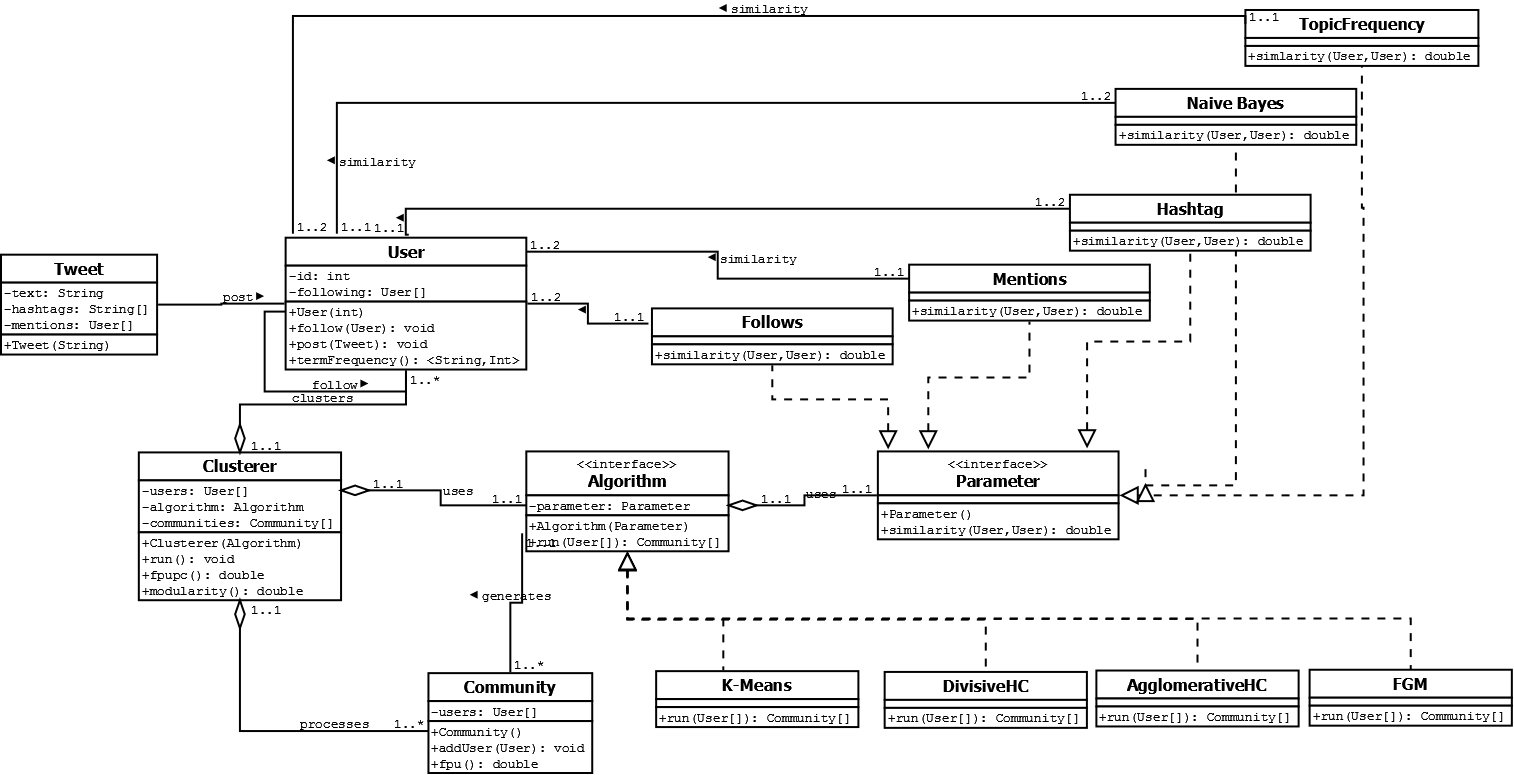 ◄ similarity
1..1
TopicFrequency
+simlarity(User,User): double
1..2
Naive Bayes
+similarity(User,User): double
◄ similarity
1..2
Hashtag
+similarity(User,User): double
1..2
1..1
1..1
◄
User
-id: int
-following: User[]
+User(int)
+follow(User): void
+post(Tweet): void
+termFrequency(): <String,Int>
1..2
◄ similarity
1..1
Mentions
+similarity(User,User): double
Tweet
-text: String
-hashtags: String[]
-mentions: User[]
+Tweet(String)
post ►
1..2
◄
1..1
Follows
+similarity(User,User): double
follow ►
1..*
clusters
1..1
Clusterer
-users: User[]
-algorithm: Algorithm
-communities: Community[]
+Clusterer(Algorithm)
+run(): void
+fpupc(): double
+modularity(): double
1..1
uses
1..1
<<interface>>
Algorithm
-parameter: Parameter
+Algorithm(Parameter)
+run(User[]): Community[]
1..1
1..1
uses
1..1
<<interface>>
Parameter
+Parameter()
+similarity(User,User): double
◄ generates
1..1
1..*
processes
1..*
Community
-users: User[]
+Community()
+addUser(User): void
+fpu(): double
K-Means
+run(User[]): Community[]
DivisiveHC
+run(User[]): Community[]
AgglomerativeHC
+run(User[]): Community[]
FGM
+run(User[]): Community[]